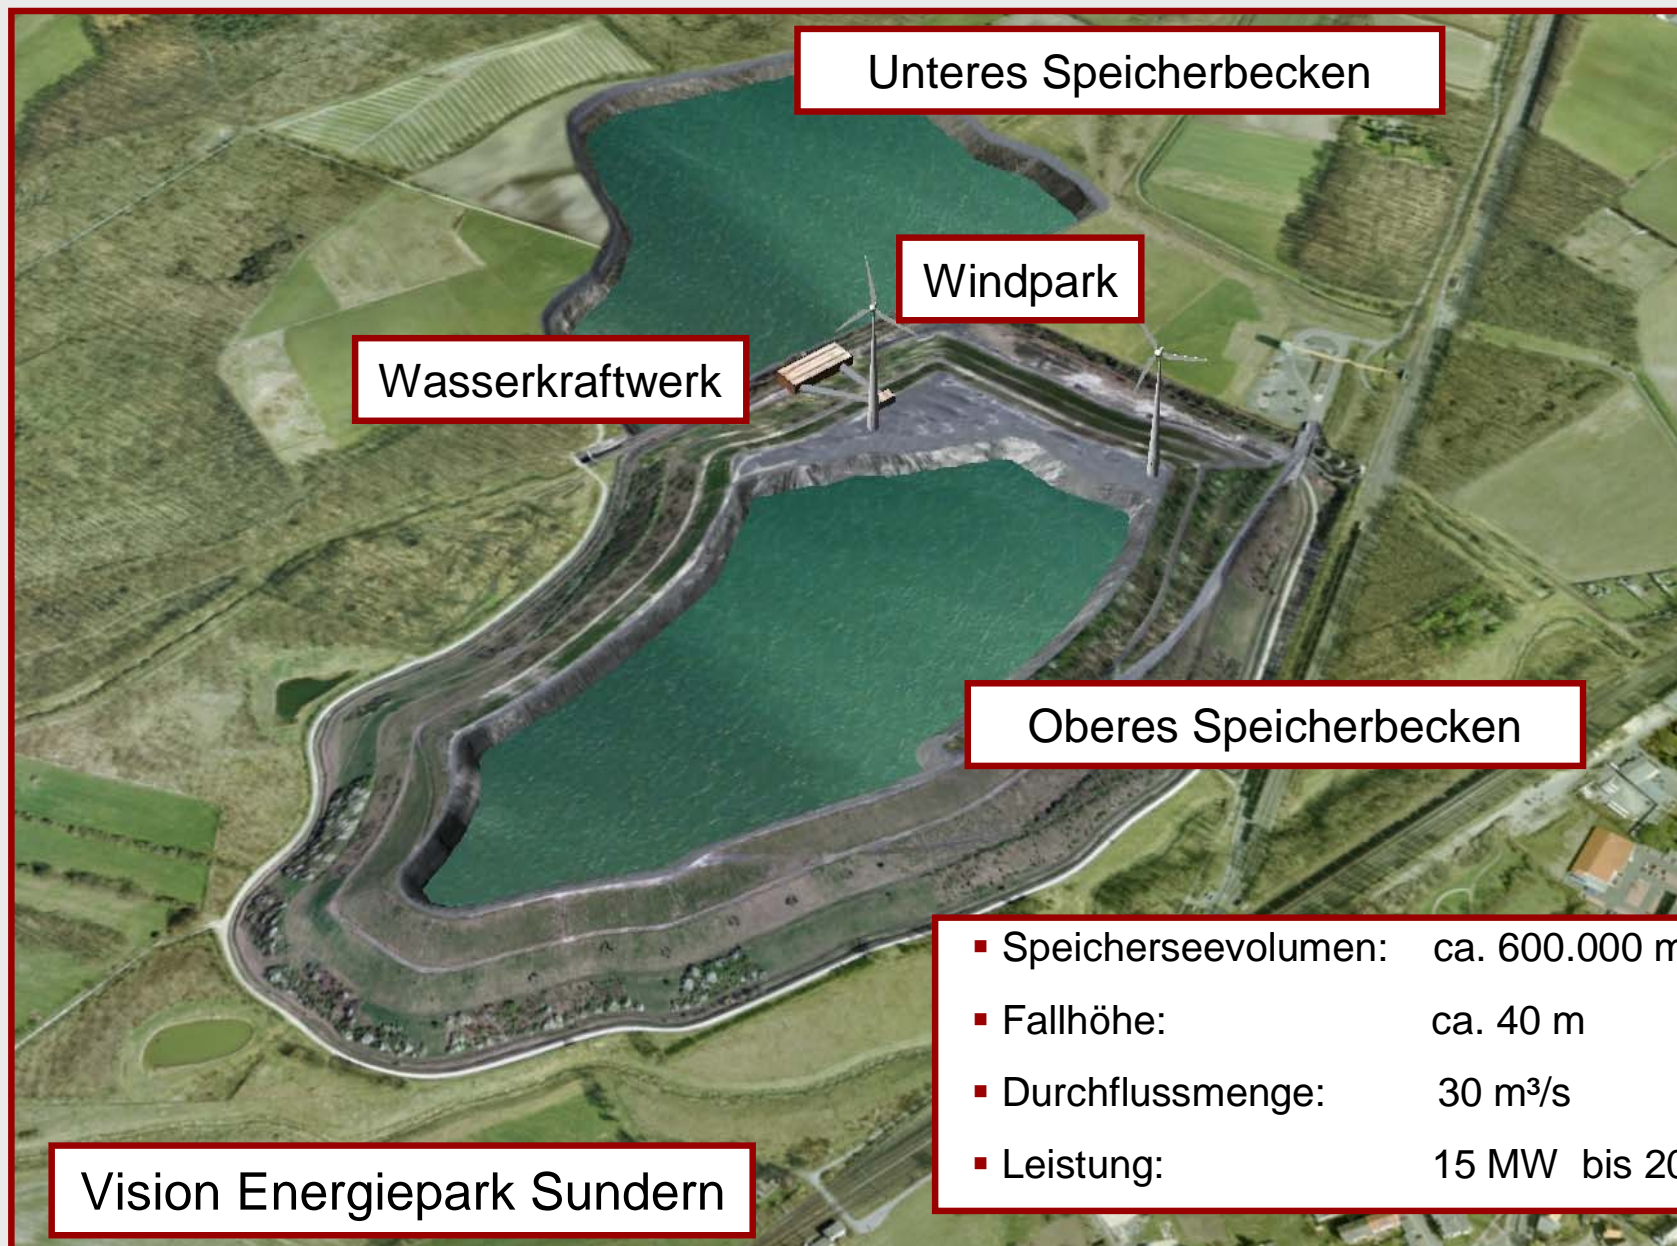 Unteres Speicherbecken
Windpark
Wasserkraftwerk
Oberes Speicherbecken
▪ Speicherseevolumen: ca. 600.000 m
▪ Fallhöhe: ca. 40 m
▪ Durchflussmenge: 30 m³/s
▪ Leistung: 15 MW bis 20
Vision Energiepark Sundern